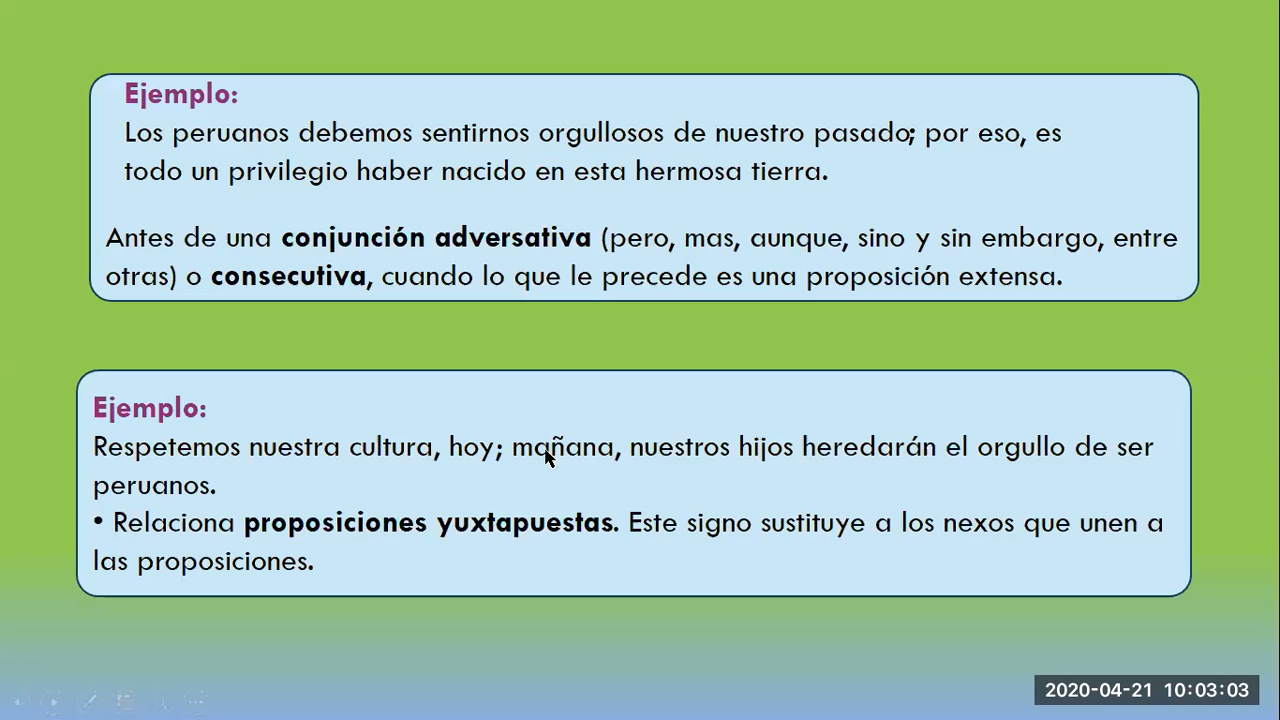 Ejemplo:
Los peruanos debemos sentirnos orgullosos de nuestro pasado; por eso, es
todo un privilegio haber nacido en esta hermosa tierra.
Antes de una conjunción adversativa (pero, mas, aunque, sino y sin embargo, entre
otras) o consecutiva, cuando lo que le precede es una proposición extensa.
Ejemplo:
Respetemos nuestra cultura, hoy; mañana, nuestros hijos heredarán el orgullo de ser
peruanos.
• Relaciona proposiciones yuxtapuestas. Este signo sustituye a los nexos que unen a
las proposiciones.
2020-04-21 10:03:03